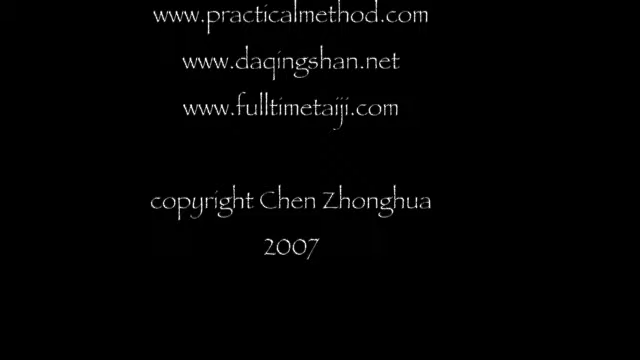 www.practicalmethod.com
www.daqingshan.net
www.fulltimetaiji.com
copyright Chen Zhonghua
2007